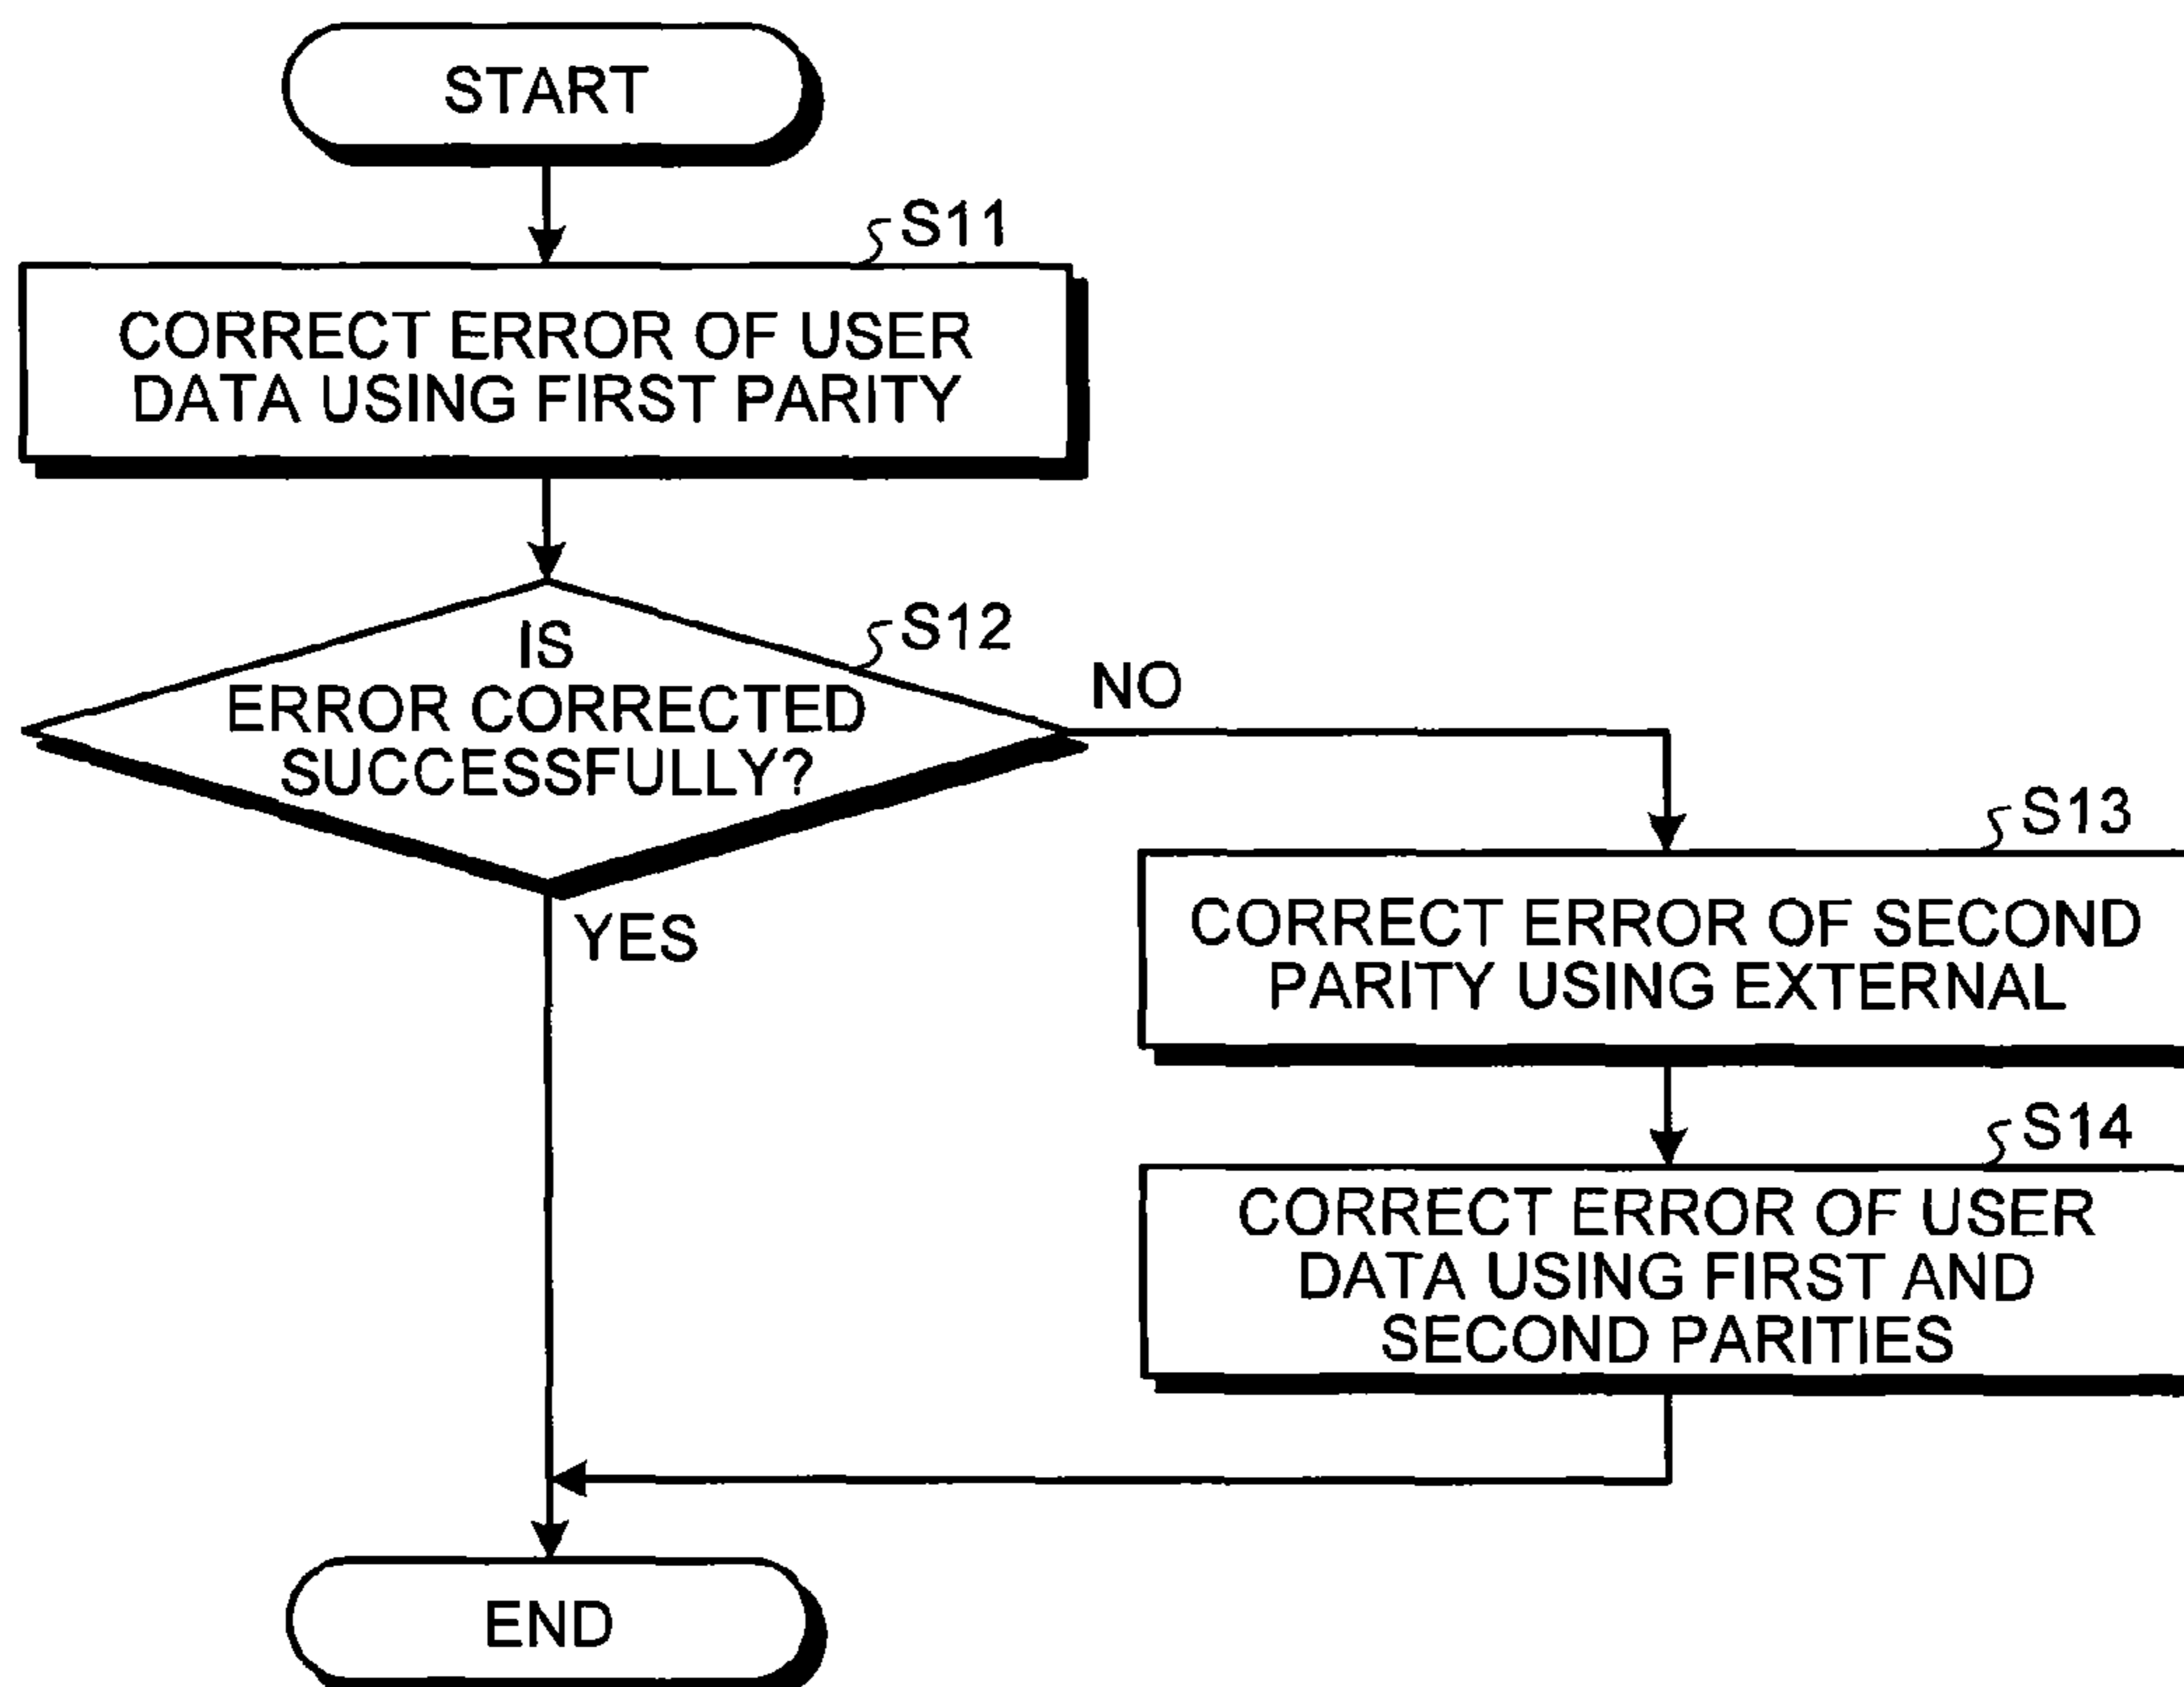 START
S11
CORRECT ERROR OF USER
DATA USING FIRST PARITY
S12
IS
ERROR CORRECTED
SUCCESSFULLY?
NO
YES
S13
CORRECT ERROR OF SECOND
PARITY USING EXTERNAL
S14
CORRECT ERROR OF USER
DATA USING FIRST AND
SECOND PARITIES
END